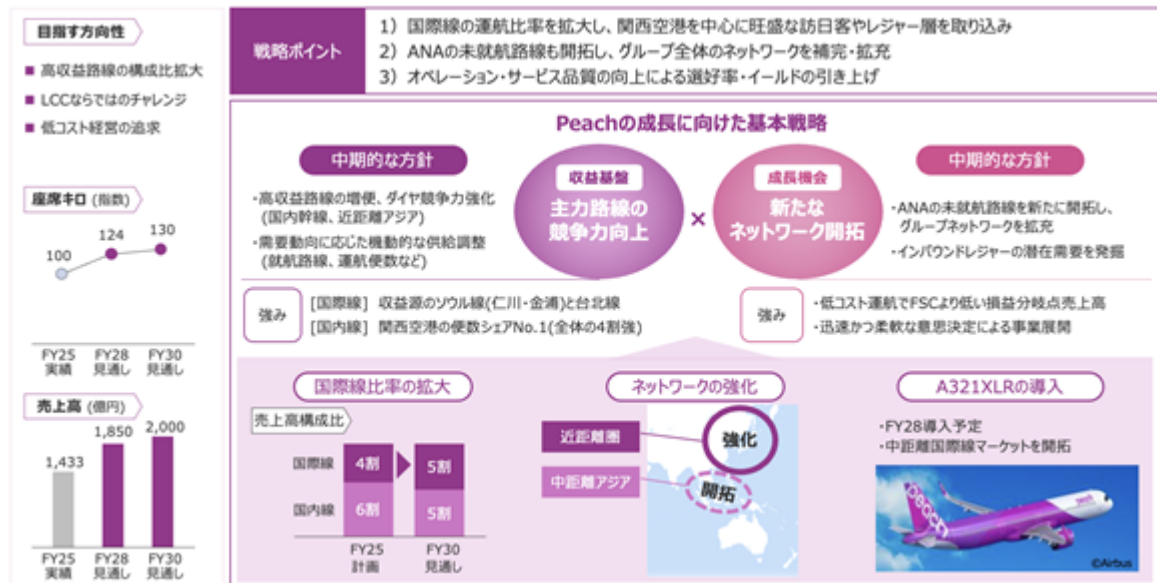 目指す方向性
■ 高収益路線の構成比拡大
■ LCCならではのチャレンジ
■ 低コスト経営の追求
座席キロ (指数)
100
124
130
FY25 実績
FY28 見通し
FY30 見通し
売上高 (億円)
1,433
1,850
2,000
FY25 実績
FY28 見通し
FY30 見通し
戦略ポイント
1) 国際線の運航比率を拡大し、関西空港を中心に旺盛な訪日客やレジャー層を取り込み
2) ANAの未就航路線も開拓し、グループ全体のネットワークを補完・拡充
3) オペレーション・サービス品質の向上による選好率・イールドの引き上げ
Peachの成長に向けた基本戦略
中期的な方針
・高収益路線の増便、ダイヤ競争力強化
(国内幹線、近距離アジア)
・需要動向に応じた機動的な供給調整
(就航路線、運航便数など)
収益基盤
主力路線の
競争力向上
×
成長機会
新たな
ネットワーク開拓
中期的な方針
・ANAの未就航路線を新たに開拓し、
グループネットワークを拡充
・インバウンドレジャーの潜在需要を発掘
強み
[国際線] 収益源のソウル線(仁川・金浦)と台北線
[国内線] 関西空港の便数シェアNo.1(全体の4割強)
強み
・低コスト運航でFSCより低い損益分岐点売上高
・迅速かつ柔軟な意思決定による事業展開
国際線比率の拡大
売上高構成比
国際線
4割
5割
国内線
6割
5割
FY25 計画
FY30 見通し
ネットワークの強化
近距離圏
強化
中距離アジア
開拓
A321XLRの導入
・FY28導入予定
・中距離国際線マーケットを開拓
peach
peach
©Airbus